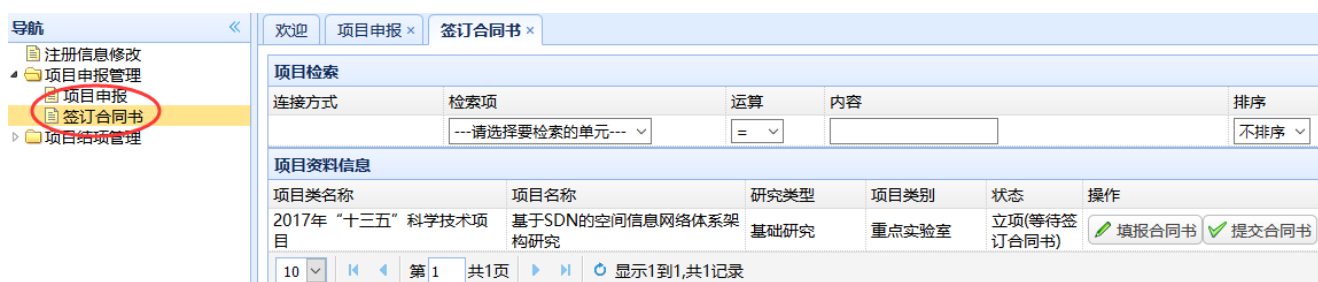 导航
注册信息修改
项目申报管理
项目申报
签订合同书
项目结项管理
欢迎 项目申报 × 签订合同书 ×
项目检索
连接方式 检索项 运算 内容 排序
---请选择要检索的单元--- = 不排序
项目资料信息
项目类名称 项目名称 研究类型 项目类别 状态 操作
2017年“十三五”科学技术项 基于SDN的空间信息网络体系架 基础研究 重点实验室 立项(等待签 填报合同书 提交合同书
目 构研究 订合同书)
10 第 1 共1页 显示1到1,共1记录